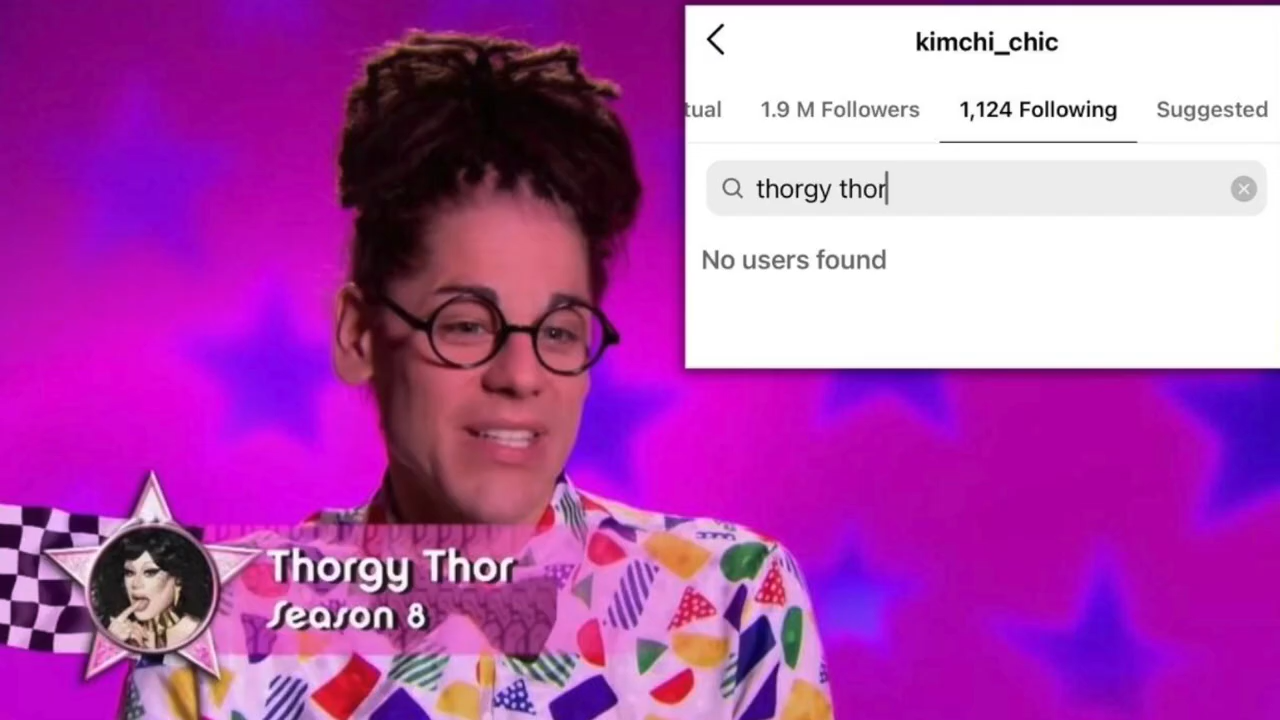 kimchi_chic
tual 1.9 M Followers 1,124 Following Suggested
thorgy thor
No users found
Thorgy Thor
Season 8